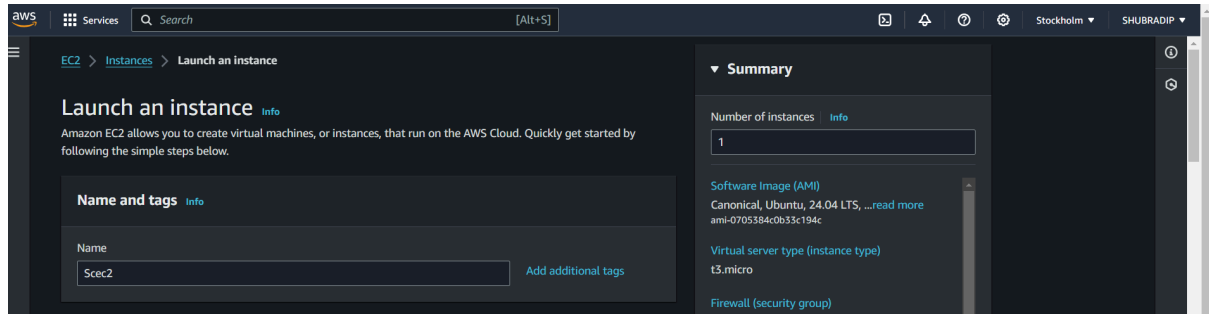 aws
Services
Search
[Alt+S]
Stockholm ▼
SHUBRADIP ▼
EC2 > Instances > Launch an instance
Launch an instance Info
Amazon EC2 allows you to create virtual machines, or instances, that run on the AWS Cloud. Quickly get started by
following the simple steps below.
Name and tags Info
Name
Scec2
Add additional tags
▼ Summary
Number of instances Info
1
Software Image (AMI)
Canonical, Ubuntu, 24.04 LTS, ...read more
ami-0705384c0b33c194c
Virtual server type (instance type)
t3.micro
Firewall (security group)